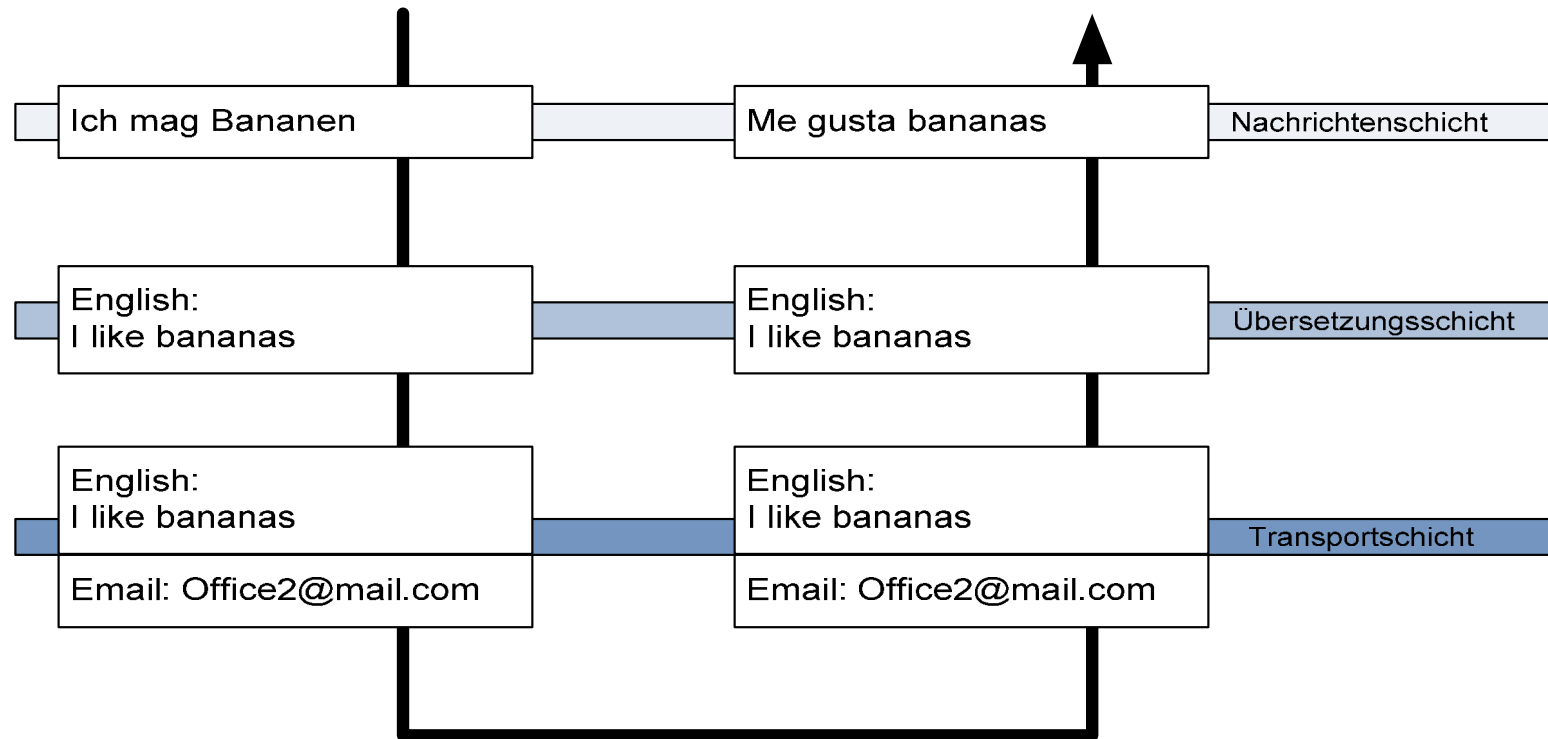 Ich mag Bananen
Me gusta bananas
Nachrichtenschicht
English:
I like bananas
English:
I like bananas
Übersetzungsschicht
English:
I like bananas
Email: Office2@mail.com
English:
I like bananas
Email: Office2@mail.com
Transportschicht